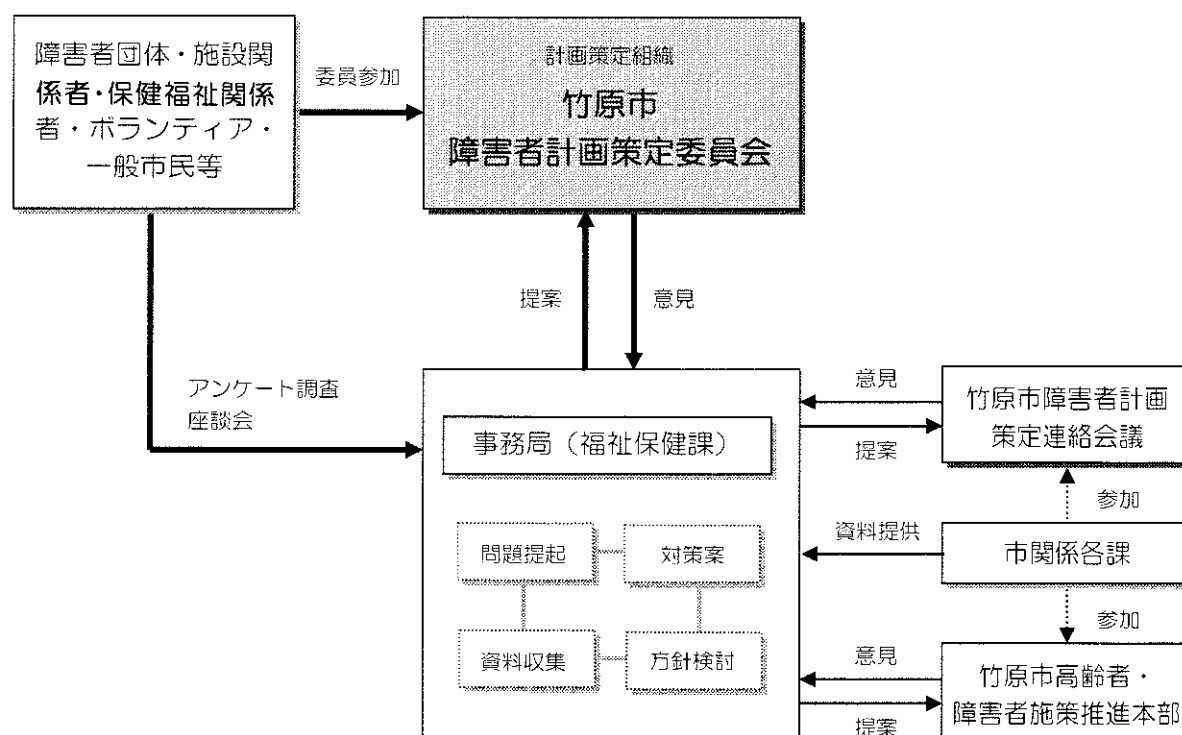 障害者団体・施設関
係者・保健福祉関係
者・ボランティア・
一般市民等
委員参加
計画策定組織
竹原市
障害者計画策定委員会
提案
意見
アンケート調査
座談会
事務局（福祉保健課）
問題提起
対策案
資料収集
方針検討
意見
提案
竹原市障害者計画
策定連絡会議
参加
資料提供
市関係各課
参加
意見
提案
竹原市高齢者・
障害者施策推進本部